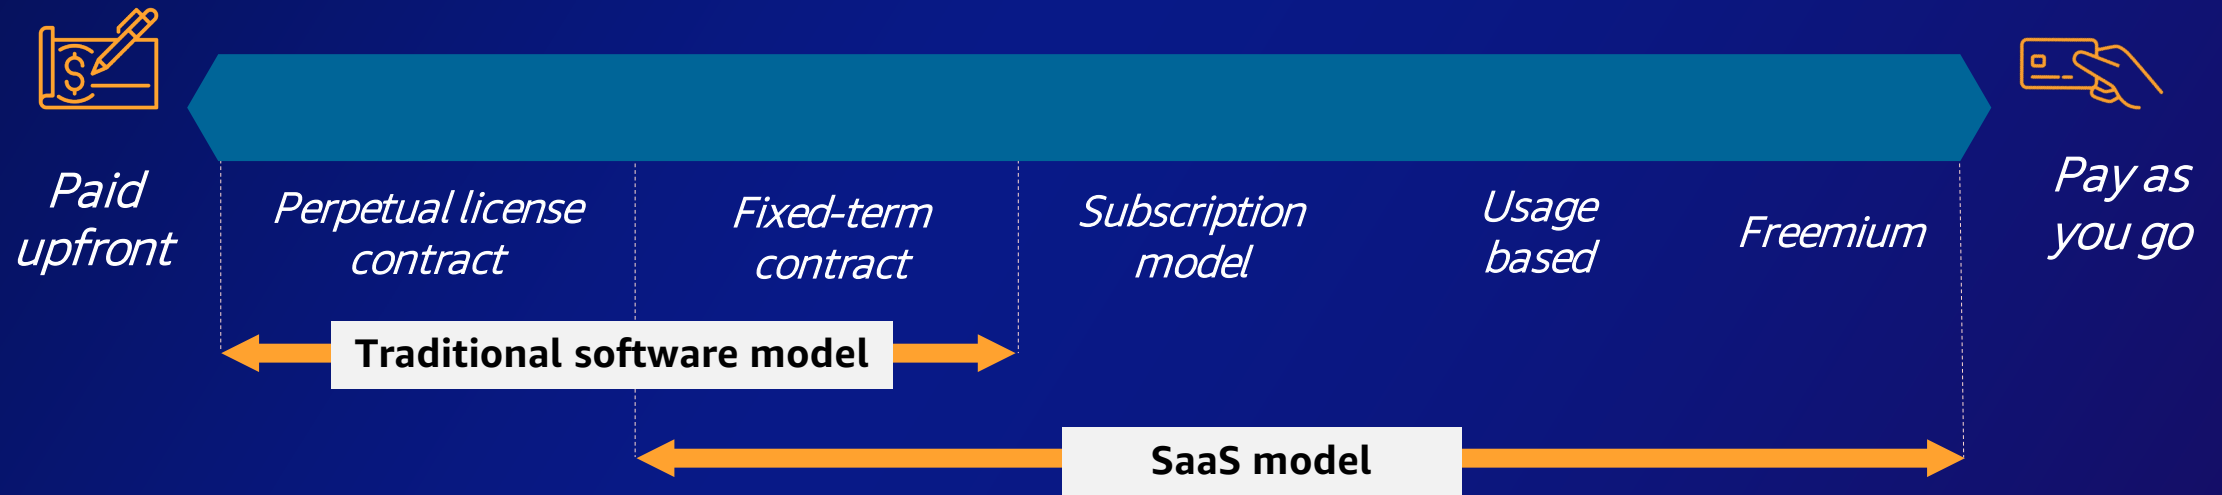 $
Paid
upfront
Perpetual license
contract
Fixed-term
contract
Subscription
model
Usage
based
Freemium
Pay as
you go
Traditional software model
SaaS model